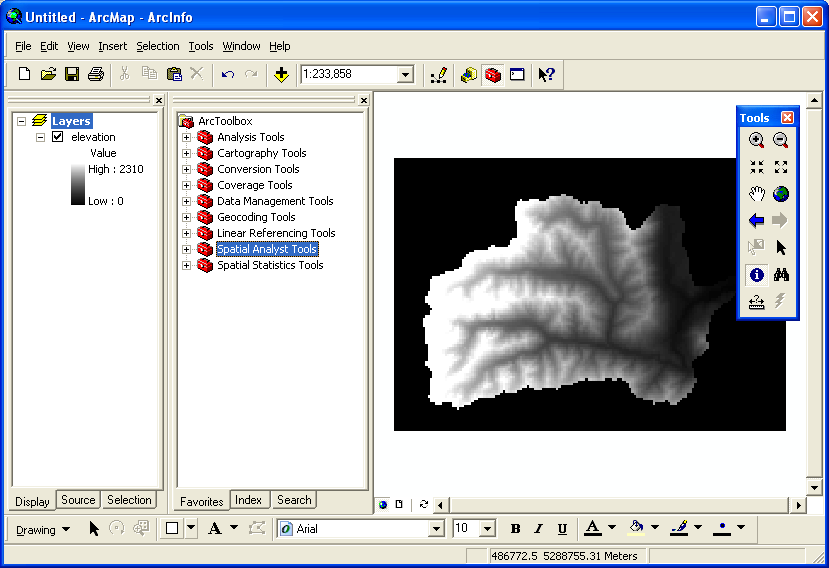 Untitled - ArcMap - ArcInfo
File Edit View Insert Selection Tools Window Help
1:233,858
Layers
elevation
Value
High : 2310
Low : 0
ArcToolbox
Analysis Tools
Cartography Tools
Conversion Tools
Coverage Tools
Data Management Tools
Geocoding Tools
Linear Referencing Tools
Spatial Analyst Tools
Spatial Statistics Tools
Tools
Display Source Selection
Favorites Index Search
Drawing A Arial 10 B I U A
486772.5 5288755.31 Meters